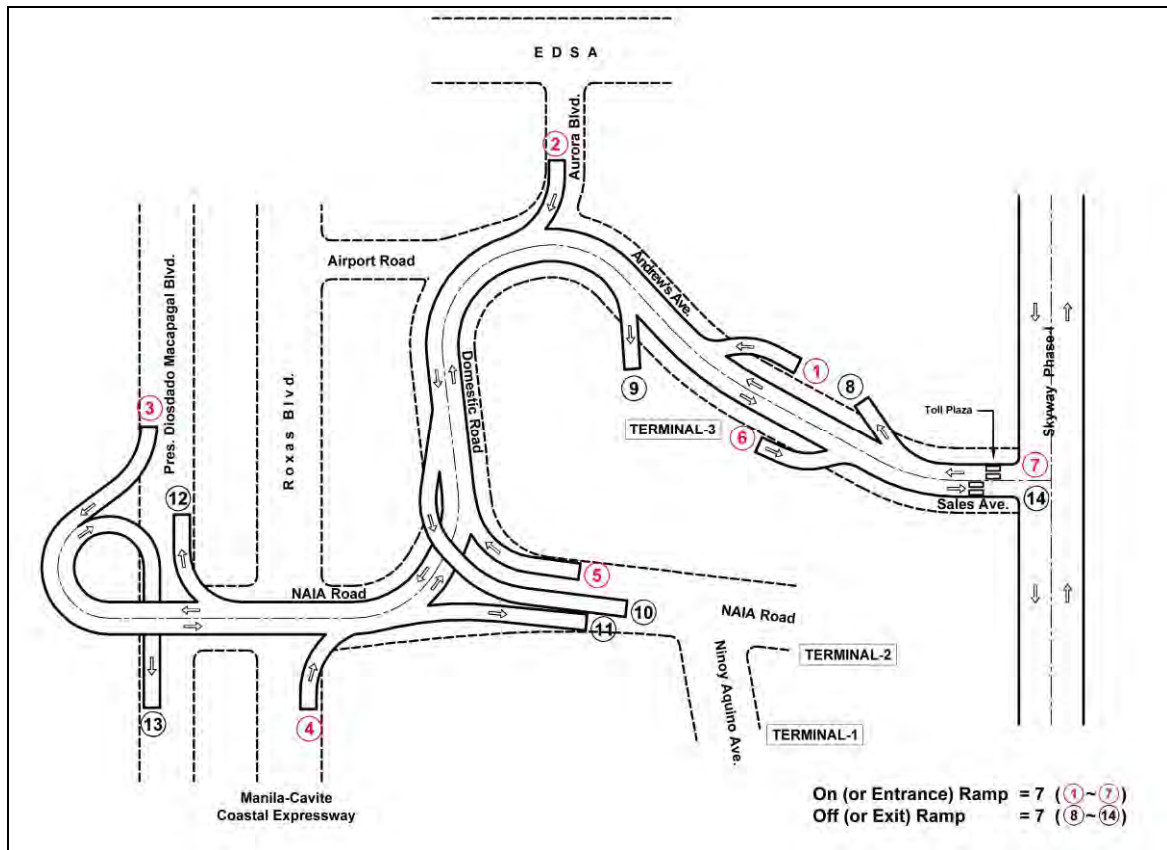 E D S A
Aurora Blvd.
2
Airport Road
Andrew's Ave.
Pres. Diosdado Macapagal Blvd.
Roxas Blvd.
Domestic Road
Skyway Phase-I
1
9
8
3
Toll Plaza
TERMINAL-3
6
7
12
14
Sales Ave.
5
NAIA Road
10
11
NAIA Road
Ninoy Aquino Ave.
TERMINAL-2
13
4
TERMINAL-1
Manila-Cavite
Coastal Expressway
On (or Entrance) Ramp = 7 (1~7)
Off (or Exit) Ramp = 7 (8~14)